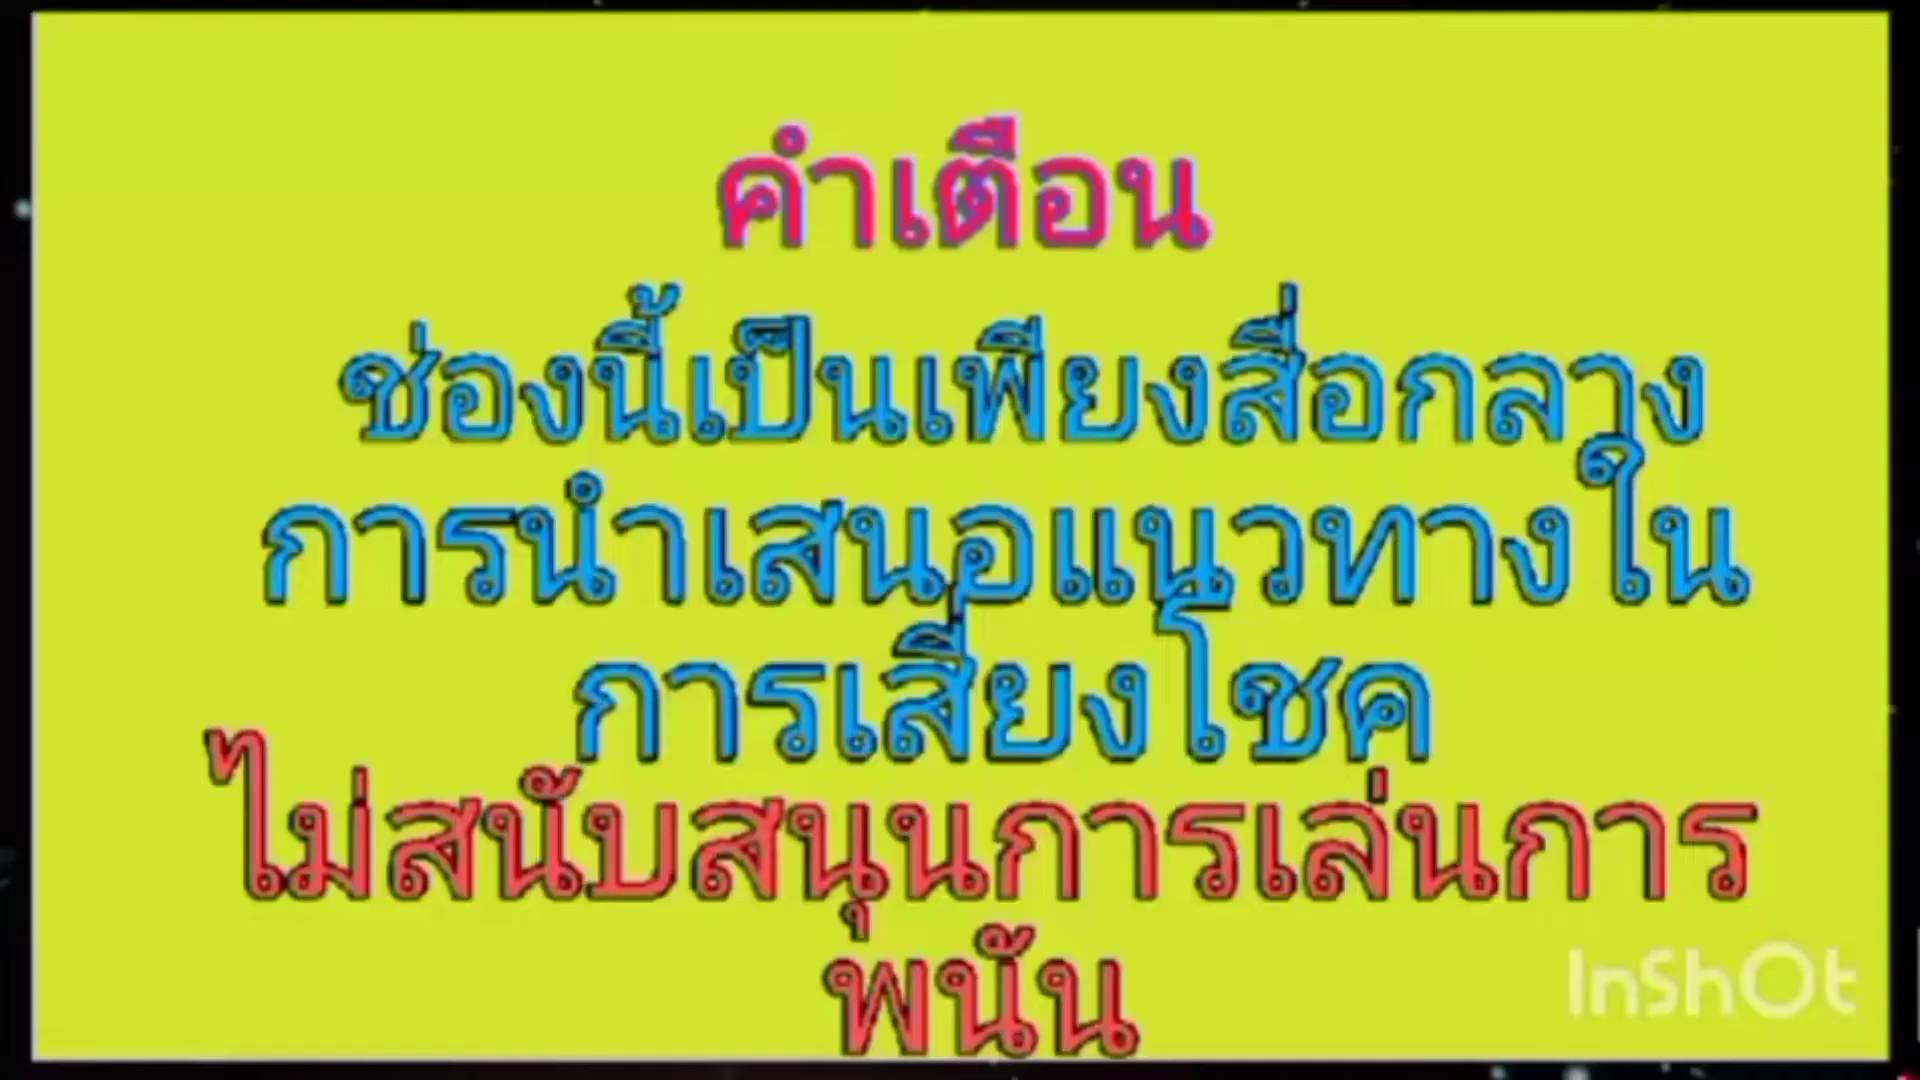 คำเตือน
ช่องนี้เป็นเพียงสื่อกลาง
การนำเสนอแนวทางใน
การเสี่ยงโชค
ไม่สนับสนุนการเล่นการ
พนัน
InShOt